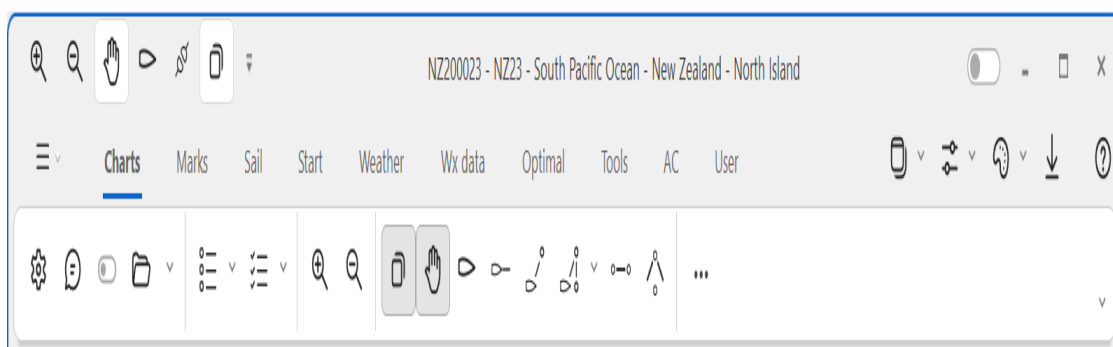 NZ200023 - NZ23 - South Pacific Ocean - New Zealand - North Island
Charts Marks Sail Start Weather Wx data Optimal Tools AC User